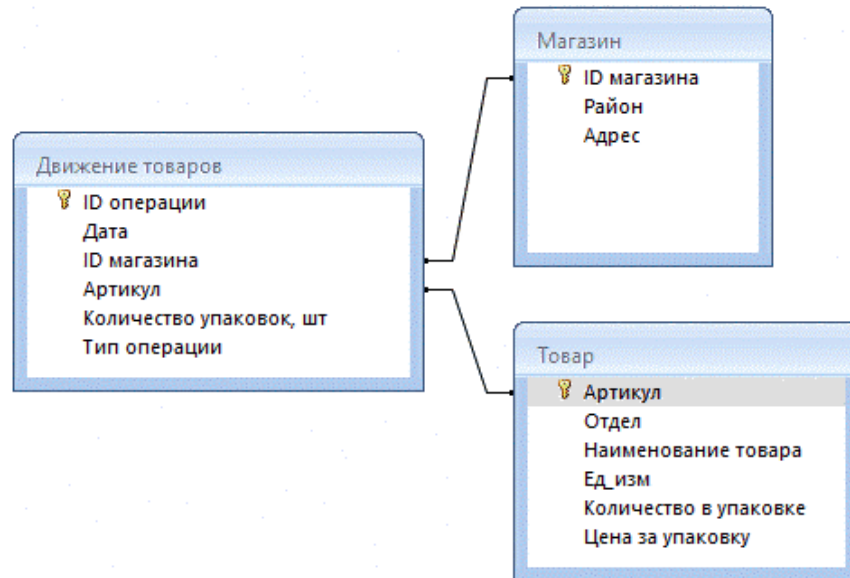 Магазин
ID магазина
Район
Адрес
Движение товаров
ID операции
Дата
ID магазина
Артикул
Количество упаковок, шт
Тип операции
Товар
Артикул
Отдел
Наименование товара
Ед_изм
Количество в упаковке
Цена за упаковку